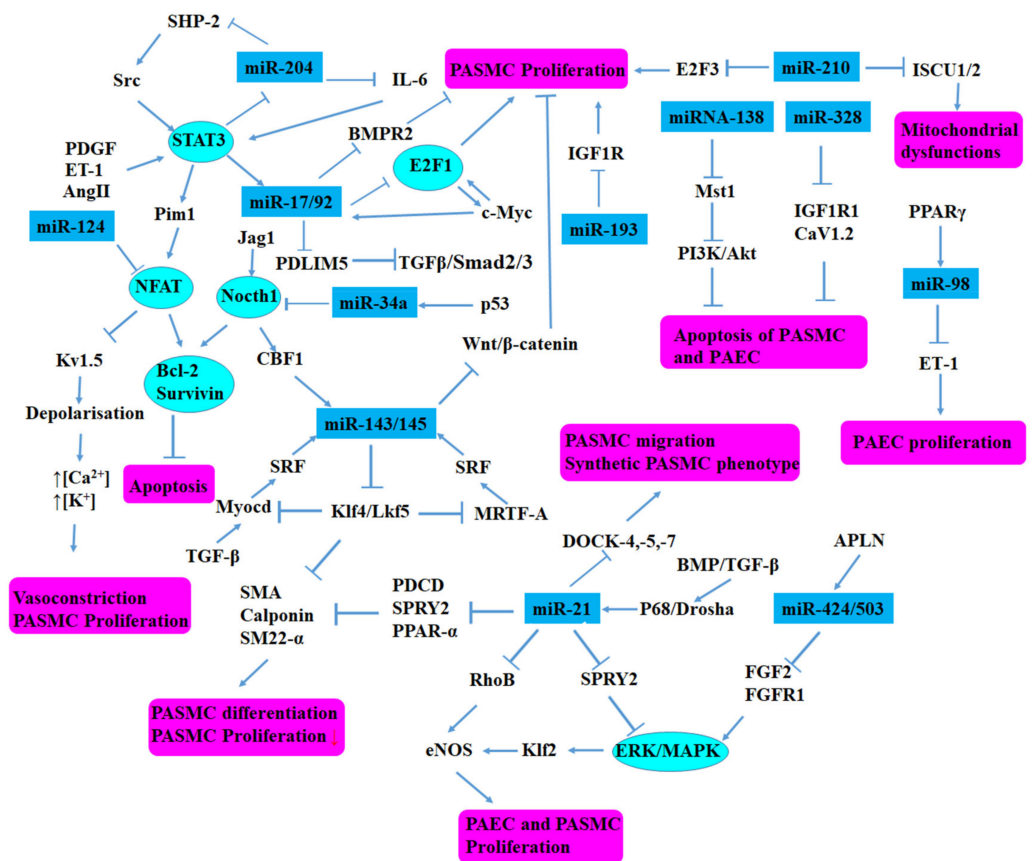 SHP-2
miR-204
Src
IL-6
PASMC Proliferation
E2F3
miR-210
ISCU1/2
STAT3
BMPR2
miRNA-138
miR-328
Mitochondrial
dysfunctions
PDGF
ET-1
AngII
E2F1
IGF1R
Mst1
miR-17/92
c-Myc
Pim1
miR-124
miR-193
IGF1R1
CaV1.2
PPARγ
Jag1
PDLIM5
TGFβ/Smad2/3
PI3K/Akt
miR-98
NFAT
Nocth1
miR-34a
p53
Kv1.5
CBF1
Wnt/β-catenin
Apoptosis of PASMC
and PAEC
ET-1
Bcl-2
Survivin
Depolarisation
miR-143/145
PASMC migration
Synthetic PASMC phenotype
PAEC proliferation
↑[Ca²⁺]
↑[K⁺]
Apoptosis
SRF
SRF
Myocd
Klf4/Lkf5
MRTF-A
TGF-β
DOCK-4,-5,-7
APLN
BMP/TGF-β
Vasoconstriction
PASMC Proliferation
SMA
Calponin
SM22-α
PDCD
SPRY2
PPAR-α
miR-21
P68/Drosha
miR-424/503
RhoB
SPRY2
FGF2
FGFR1
PASMC differentiation
PASMC Proliferation↓
eNOS
Klf2
ERK/MAPK
PAEC and PASMC
Proliferation